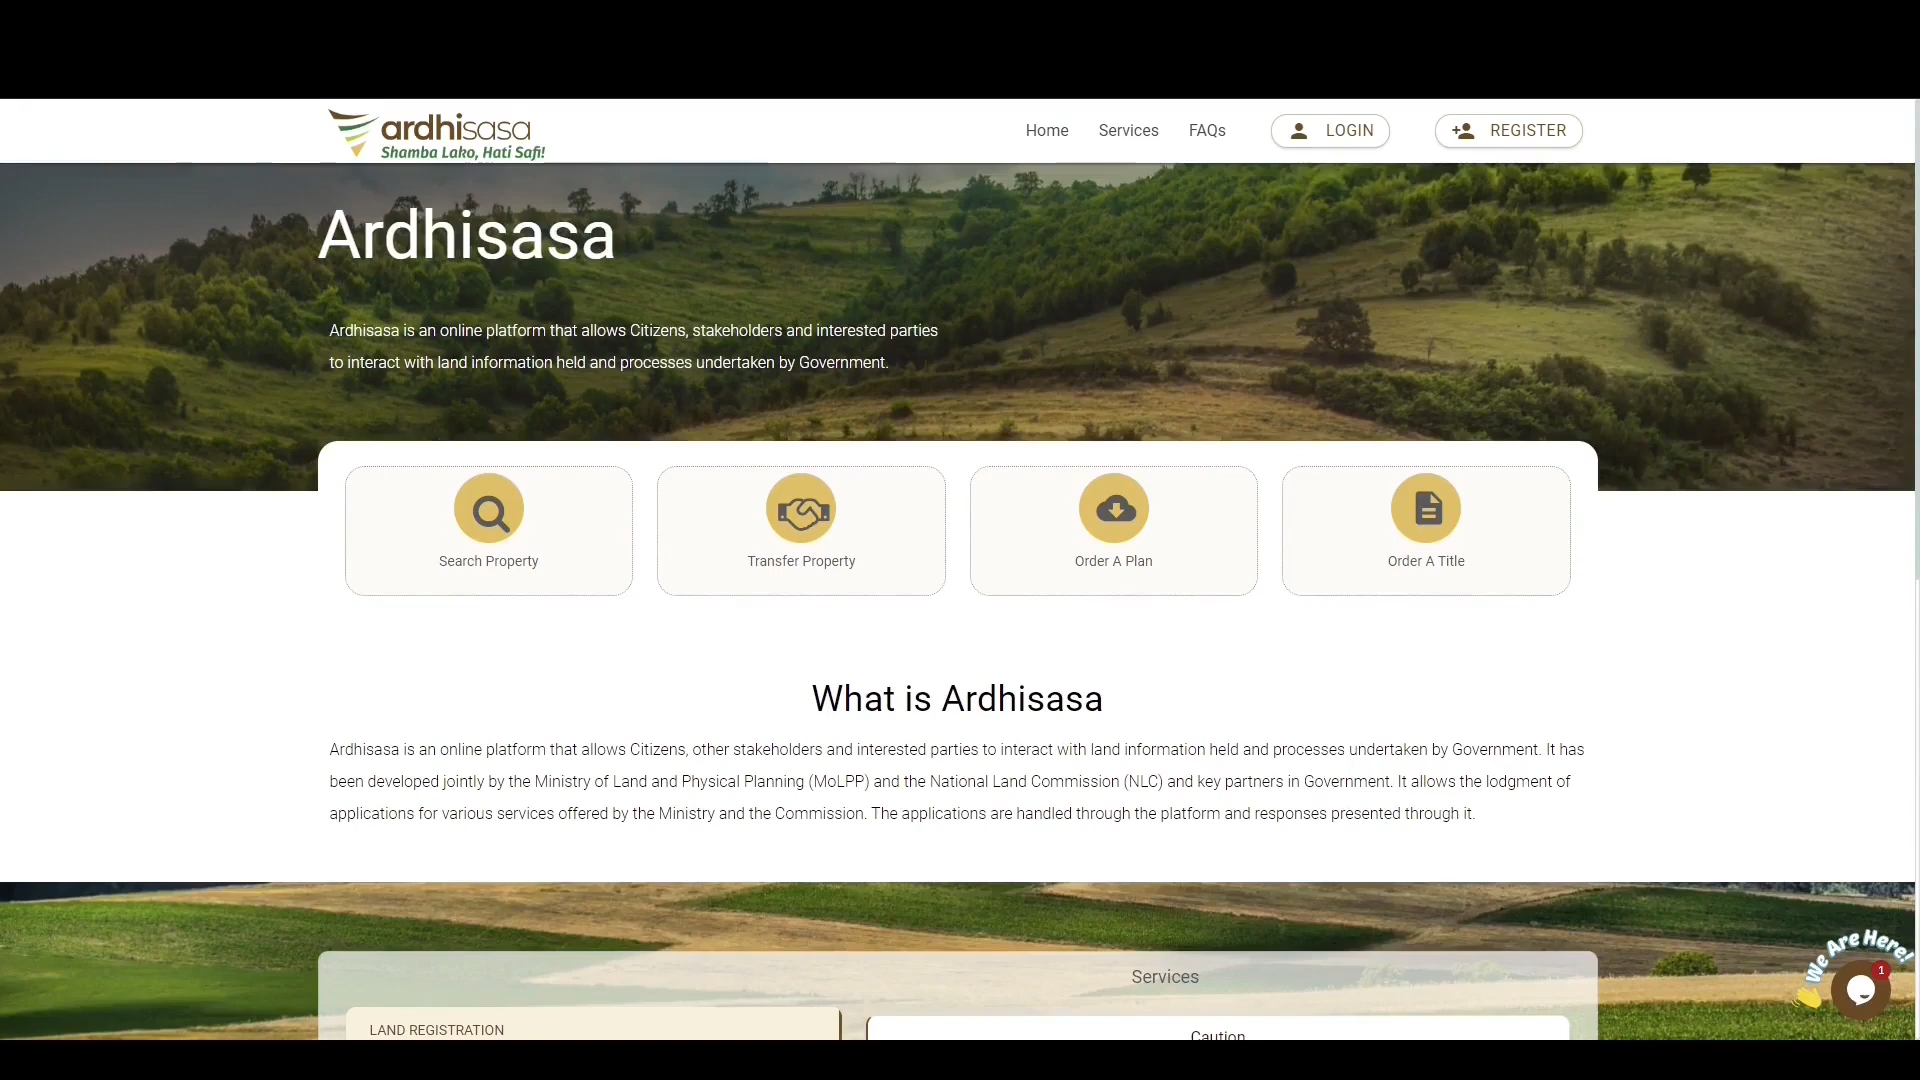 ardhisasa
Shamba Lako, Hati Safi!
Home
Services
FAQs
LOGIN
REGISTER
Ardhisasa
Ardhisasa is an online platform that allows Citizens, stakeholders and interested parties
to interact with land information held and processes undertaken by Government.
Search Property
Transfer Property
Order A Plan
Order A Title
What is Ardhisasa
Ardhisasa is an online platform that allows Citizens, other stakeholders and interested parties to interact with land information held and processes undertaken by Government. It has
been developed jointly by the Ministry of Land and Physical Planning (MoLPP) and the National Land Commission (NLC) and key partners in Government. It allows the lodgment of
applications for various services offered by the Ministry and the Commission. The applications are handled through the platform and responses presented through it.
Services
LAND REGISTRATION
Caution
We Are Here!
1